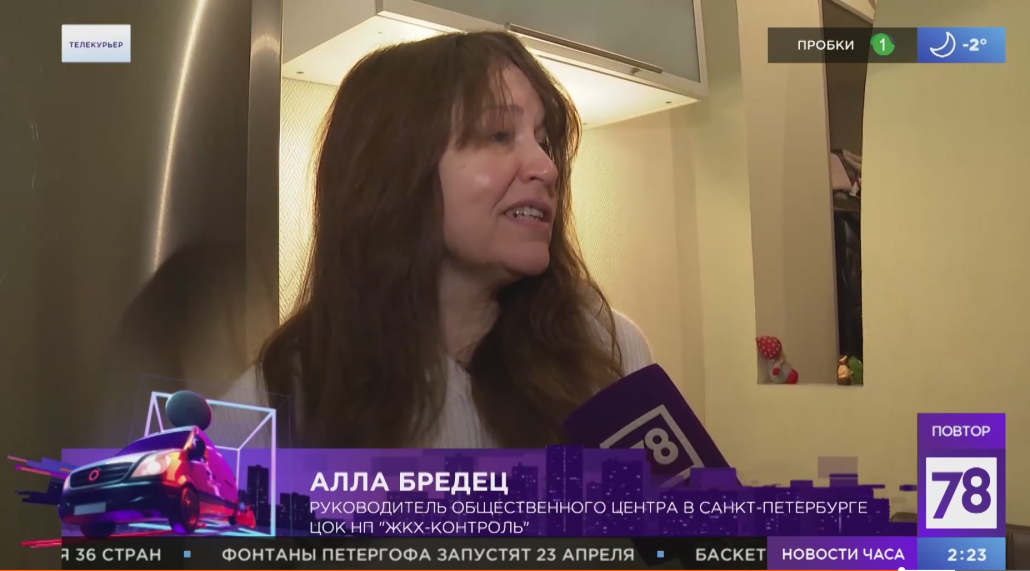 ТЕЛЕКУРЬЕР
ПРОБКИ 1 -2°
78
ПОВТОР
78
АЛЛА БРЕДЕЦ
РУКОВОДИТЕЛЬ ОБЩЕСТВЕННОГО ЦЕНТРА В САНКТ-ПЕТЕРБУРГЕ
ЦОК НП "ЖКХ-КОНТРОЛЬ"
Я 36 СТРАН ▪ ФОНТАНЫ ПЕТЕРГОФА ЗАПУСТЯТ 23 АПРЕЛЯ ▪ БАСКЕТ НОВОСТИ ЧАСА 2:23